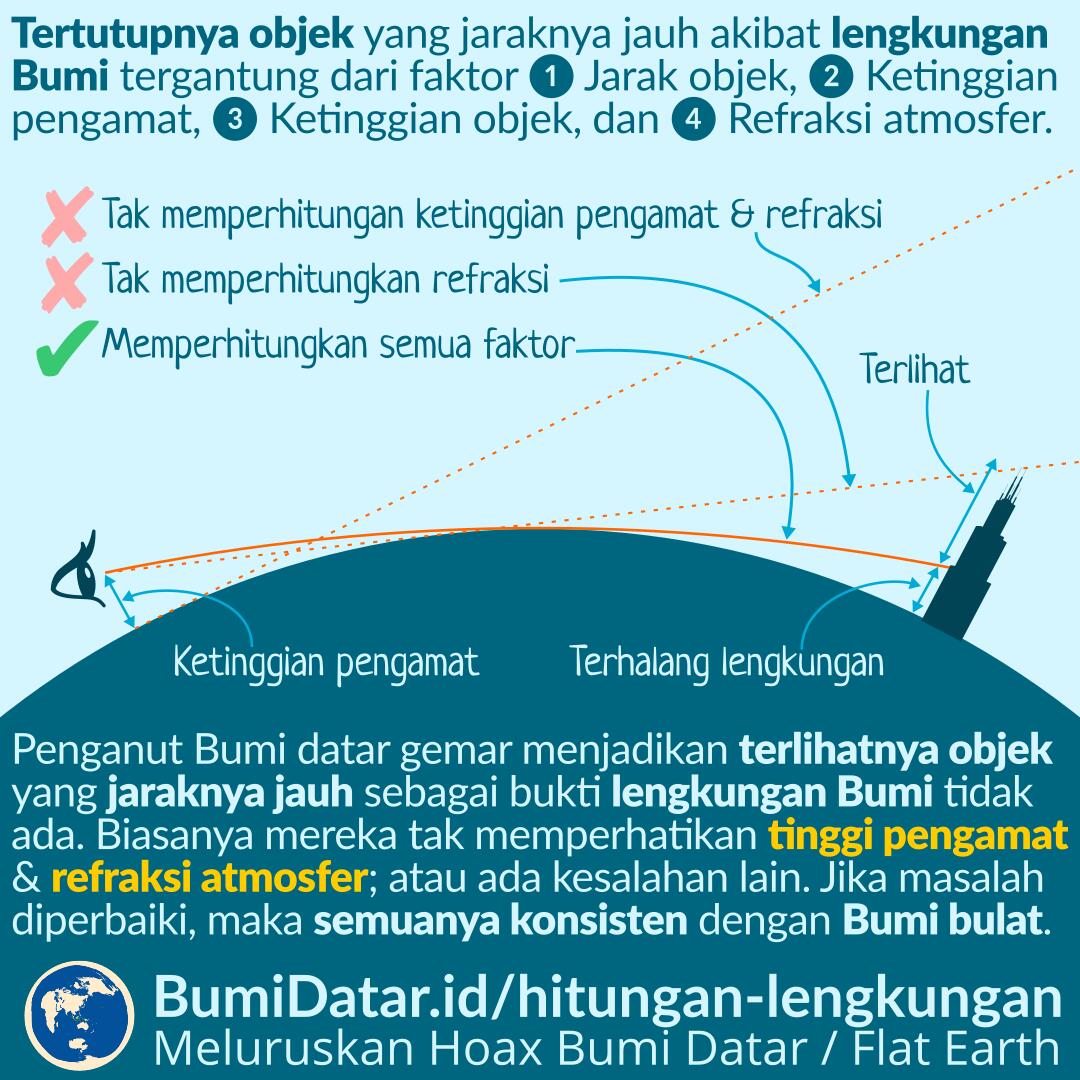 Tertutupnya objek yang jaraknya jauh akibat lengkungan
Bumi tergantung dari faktor 1 Jarak objek, 2 Ketinggian
pengamat, 3 Ketinggian objek, dan 4 Refraksi atmosfer.
Tak memperhitungan ketinggian pengamat & refraksi
Tak memperhitungkan refraksi
Memperhitungkan semua faktor
Terlihat
Ketinggian pengamat
Terhalang lengkungan
Penganut Bumi datar gemar menjadikan terlihatnya objek
yang jaraknya jauh sebagai bukti lengkungan Bumi tidak
ada. Biasanya mereka tak memperhatikan tinggi pengamat
& refraksi atmosfer; atau ada kesalahan lain. Jika masalah
diperbaiki, maka semuanya konsisten dengan Bumi bulat.
BumiDatar.id/hitungan-lengkungan
Meluruskan Hoax Bumi Datar / Flat Earth